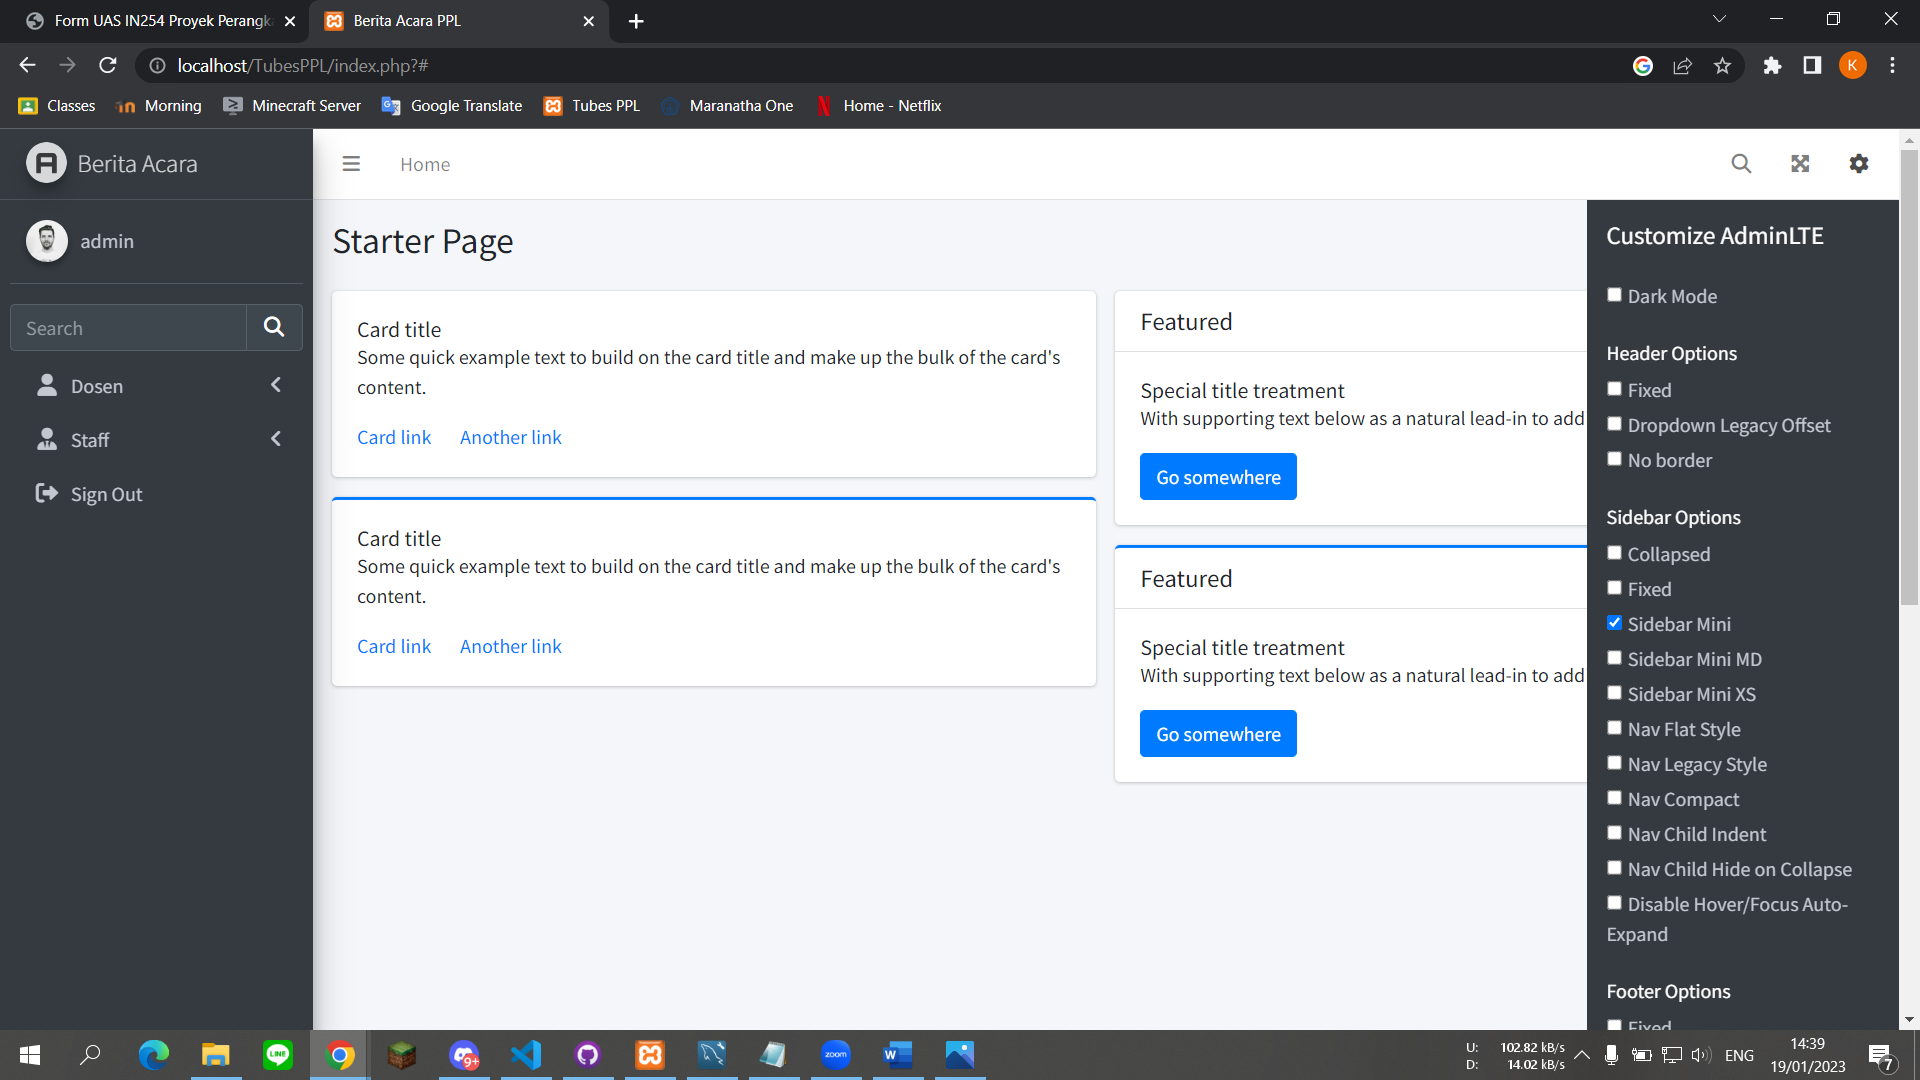 Form UAS IN254 Proyek Perangka
Berita Acara PPL
localhost/TubesPPL/index.php?#
K
Classes
Morning
Minecraft Server
Google Translate
Tubes PPL
Maranatha One
Home - Netflix
Berita Acara
admin
Search
Dosen
Staff
Sign Out
Home
Starter Page
Card title
Some quick example text to build on the card title and make up the bulk of the card's
content.
Card link Another link
Card title
Some quick example text to build on the card title and make up the bulk of the card's
content.
Card link Another link
Featured
Special title treatment
With supporting text below as a natural lead-in to add
Go somewhere
Featured
Special title treatment
With supporting text below as a natural lead-in to add
Go somewhere
Customize AdminLTE
Dark Mode
Header Options
Fixed
Dropdown Legacy Offset
No border
Sidebar Options
Collapsed
Fixed
Sidebar Mini
Sidebar Mini MD
Sidebar Mini XS
Nav Flat Style
Nav Legacy Style
Nav Compact
Nav Child Indent
Nav Child Hide on Collapse
Disable Hover/Focus Auto-
Expand
Footer Options
Fixed
LINE
9+
zoom
W
U: 102.82 kB/s
D: 14.02 kB/s
ENG
14:39
19/01/2023
7